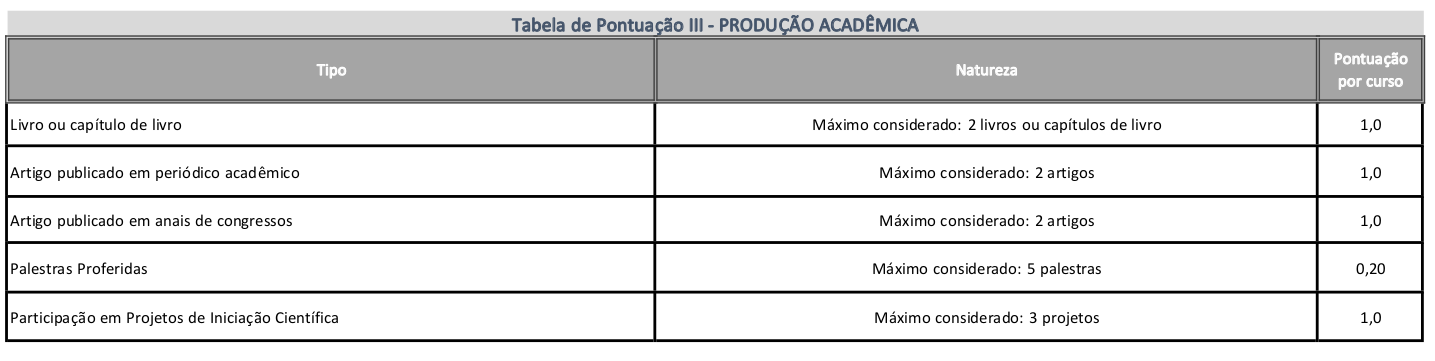 Tabela de Pontuação III - PRODUÇÃO ACADÊMICA
Tipo
Natureza
Pontuação
por curso
Livro ou capítulo de livro
Máximo considerado: 2 livros ou capítulos de livro
1,0
Artigo publicado em periódico acadêmico
Máximo considerado: 2 artigos
1,0
Artigo publicado em anais de congressos
Máximo considerado: 2 artigos
1,0
Palestras Proferidas
Máximo considerado: 5 palestras
0,20
Participação em Projetos de Iniciação Científica
Máximo considerado: 3 projetos
1,0